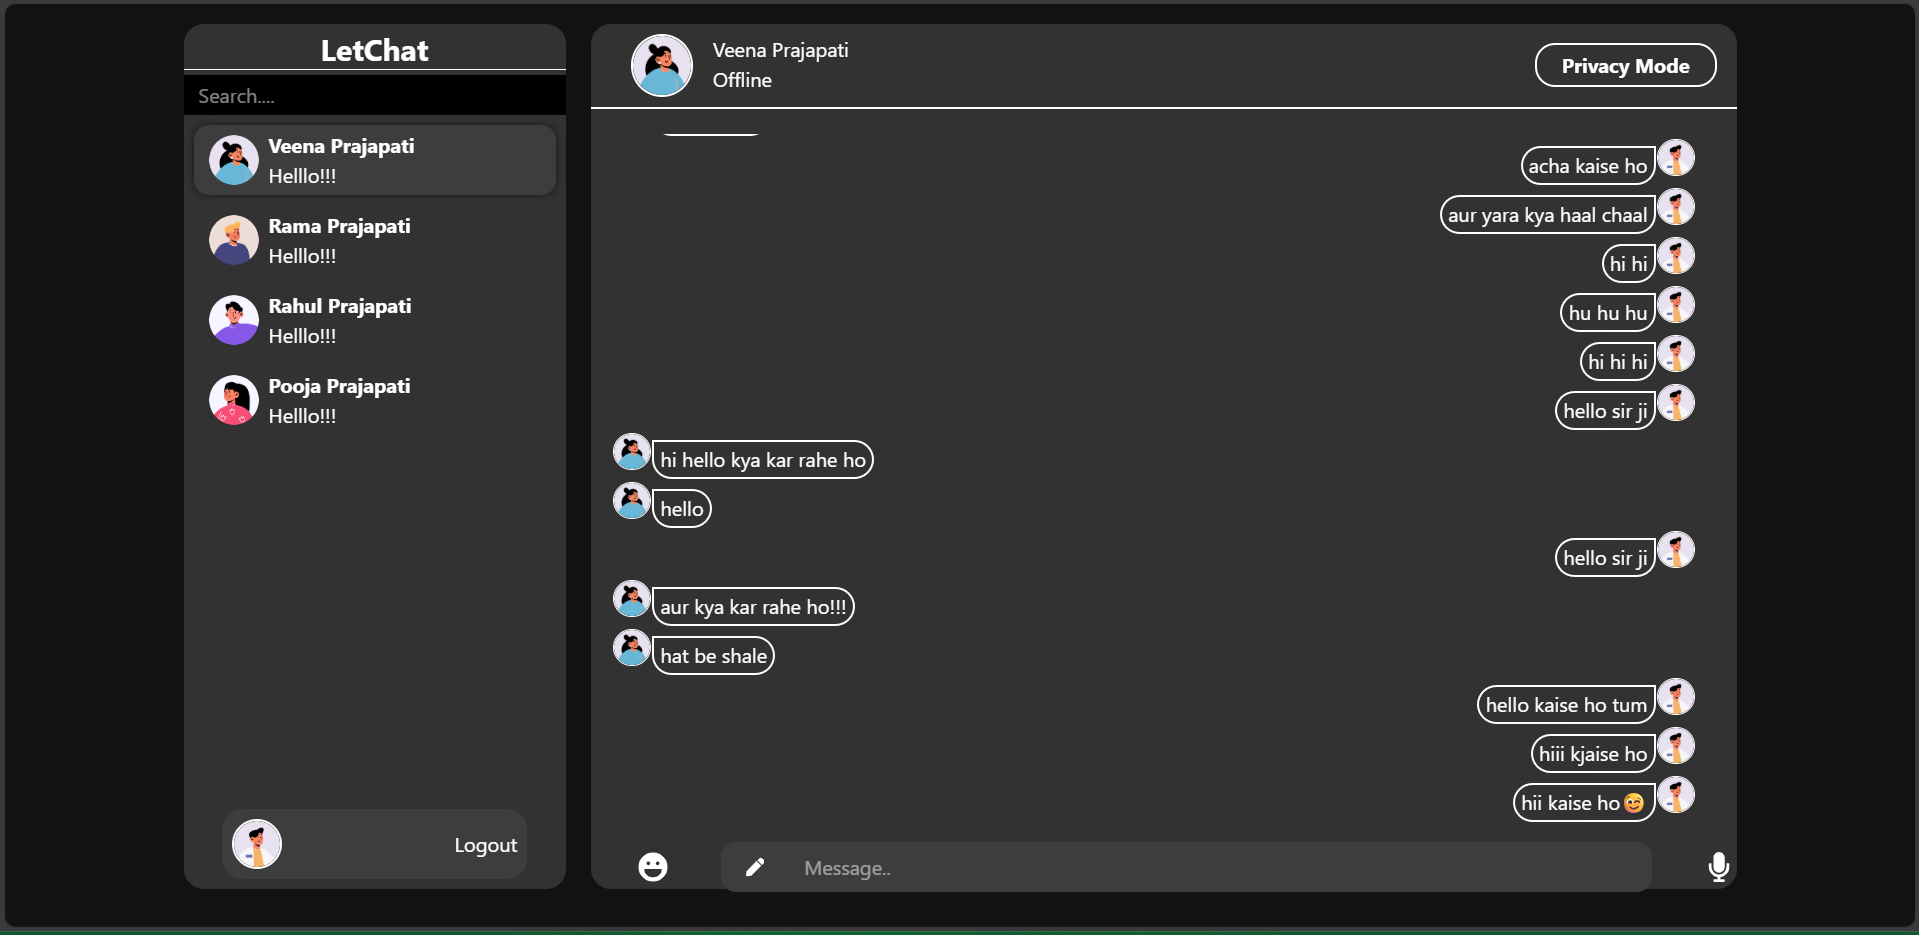 LetChat
Search....
Veena Prajapati
Helllo!!!
Rama Prajapati
Helllo!!!
Rahul Prajapati
Helllo!!!
Pooja Prajapati
Helllo!!!
Logout
Veena Prajapati
Offline
Privacy Mode
acha kaise ho
aur yara kya haal chaal
hi hi
hu hu hu
hi hi hi
hello sir ji
hi hello kya kar rahe ho
hello
hello sir ji
aur kya kar rahe ho!!!
hat be shale
hello kaise ho tum
hiii kjaise ho
hii kaise ho😊
Message..